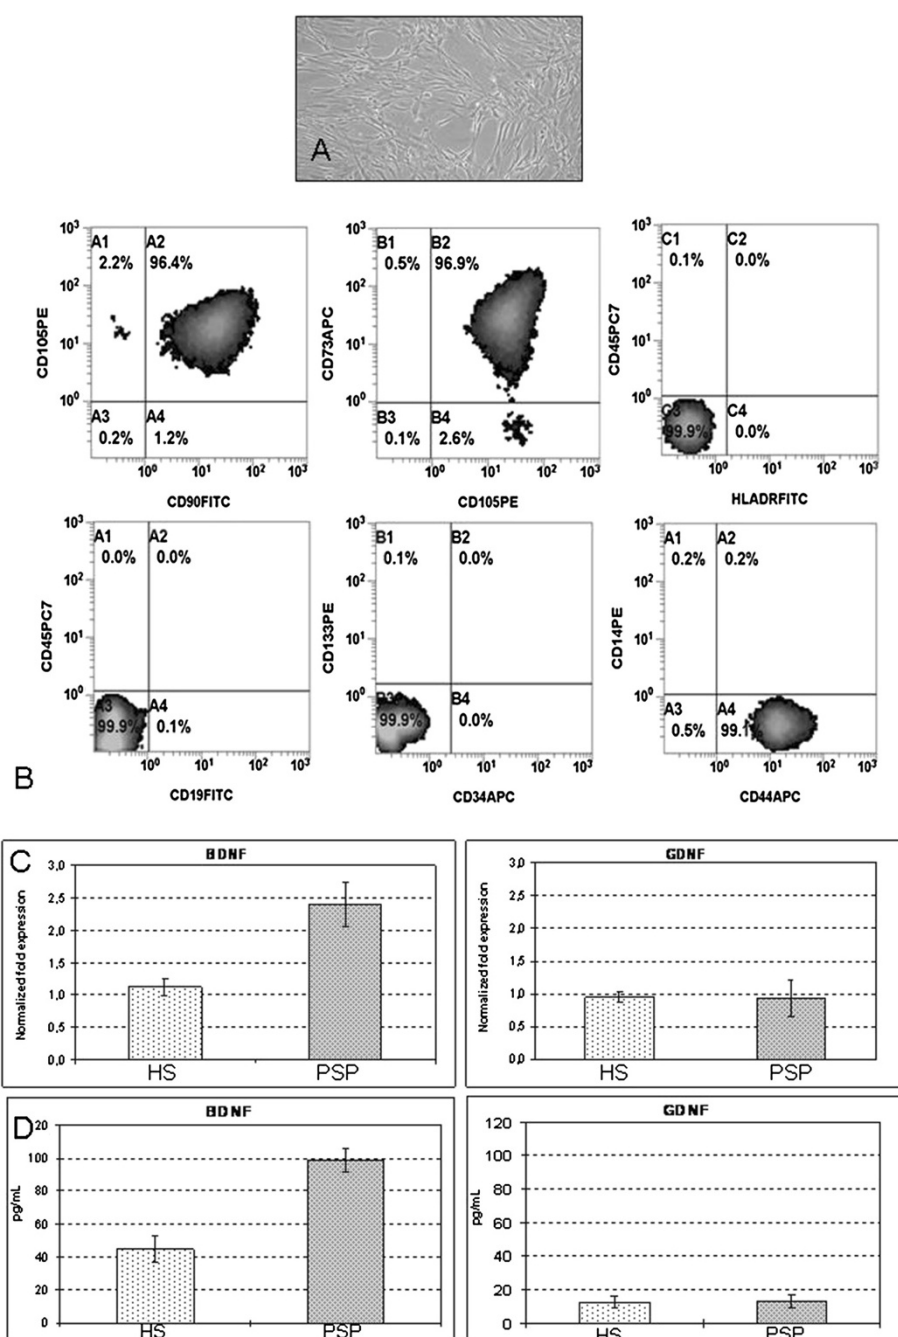 A
10³ 10² 10¹ 10⁰
CD105PE
A1 A2
2.2% 96.4%
A3 A4
0.2% 1.2%
10⁰ 10¹ 10² 10³
CD90FITC
10³ 10² 10¹ 10⁰
CD73APC
B1 B2
0.5% 96.9%
B3 B4
0.1% 2.6%
10⁰ 10¹ 10² 10³
CD105PE
10³ 10² 10¹ 10⁰
CD45PC7
C1 C2
0.1% 0.0%
C3 C4
99.9% 0.0%
10⁰ 10¹ 10² 10³
HLADRFITC
10³ 10² 10¹ 10⁰
CD45PC7
A1 A2
0.0% 0.0%
A3 A4
99.9% 0.1%
10⁰ 10¹ 10² 10³
CD19FITC
10³ 10² 10¹ 10⁰
CD133PE
B1 B2
0.1% 0.0%
B3 B4
99.9% 0.0%
10⁰ 10¹ 10² 10³
CD34APC
10³ 10² 10¹ 10⁰
CD14PE
A1 A2
0.2% 0.2%
A3 A4
0.5% 99.1%
10⁰ 10¹ 10² 10³
CD44APC
B
C
BDNF
Normalized fold expression
3,0
2,5
2,0
1,5
1,0
0,5
0,0
HS PSP
GDNF
Normalized fold expression
3,0
2,5
2,0
1,5
1,0
0,5
0,0
HS PSP
D
BDNF
pg/mL
20
100
80
60
40
20
0
HS PSP
GDNF
pg/mL
120
100
80
60
40
20
0
HS PSP